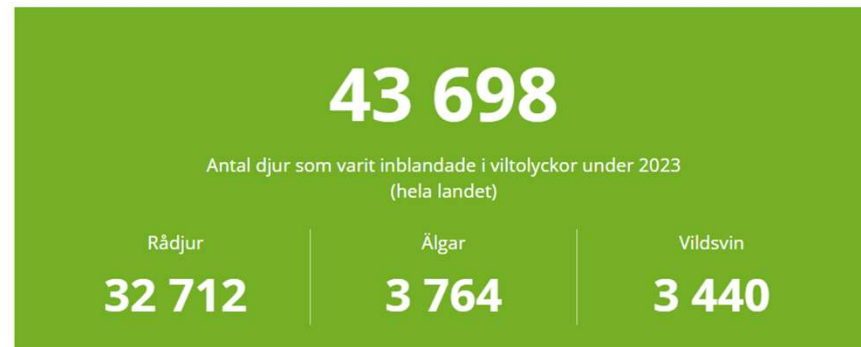 43 698
Antal djur som varit inblandade i viltolyckor under 2023
(hela landet)
Rådjur
32 712
Älgar
3 764
Vildsvin
3 440